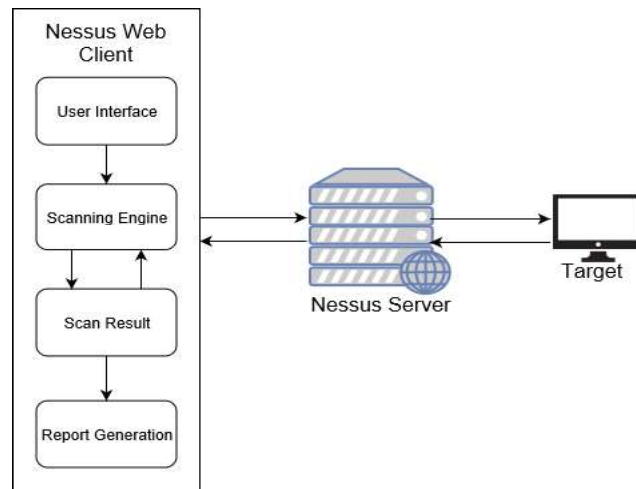 Nessus Web
Client
User Interface
Scanning Engine
Scan Result
Report Generation
Nessus Server
Target